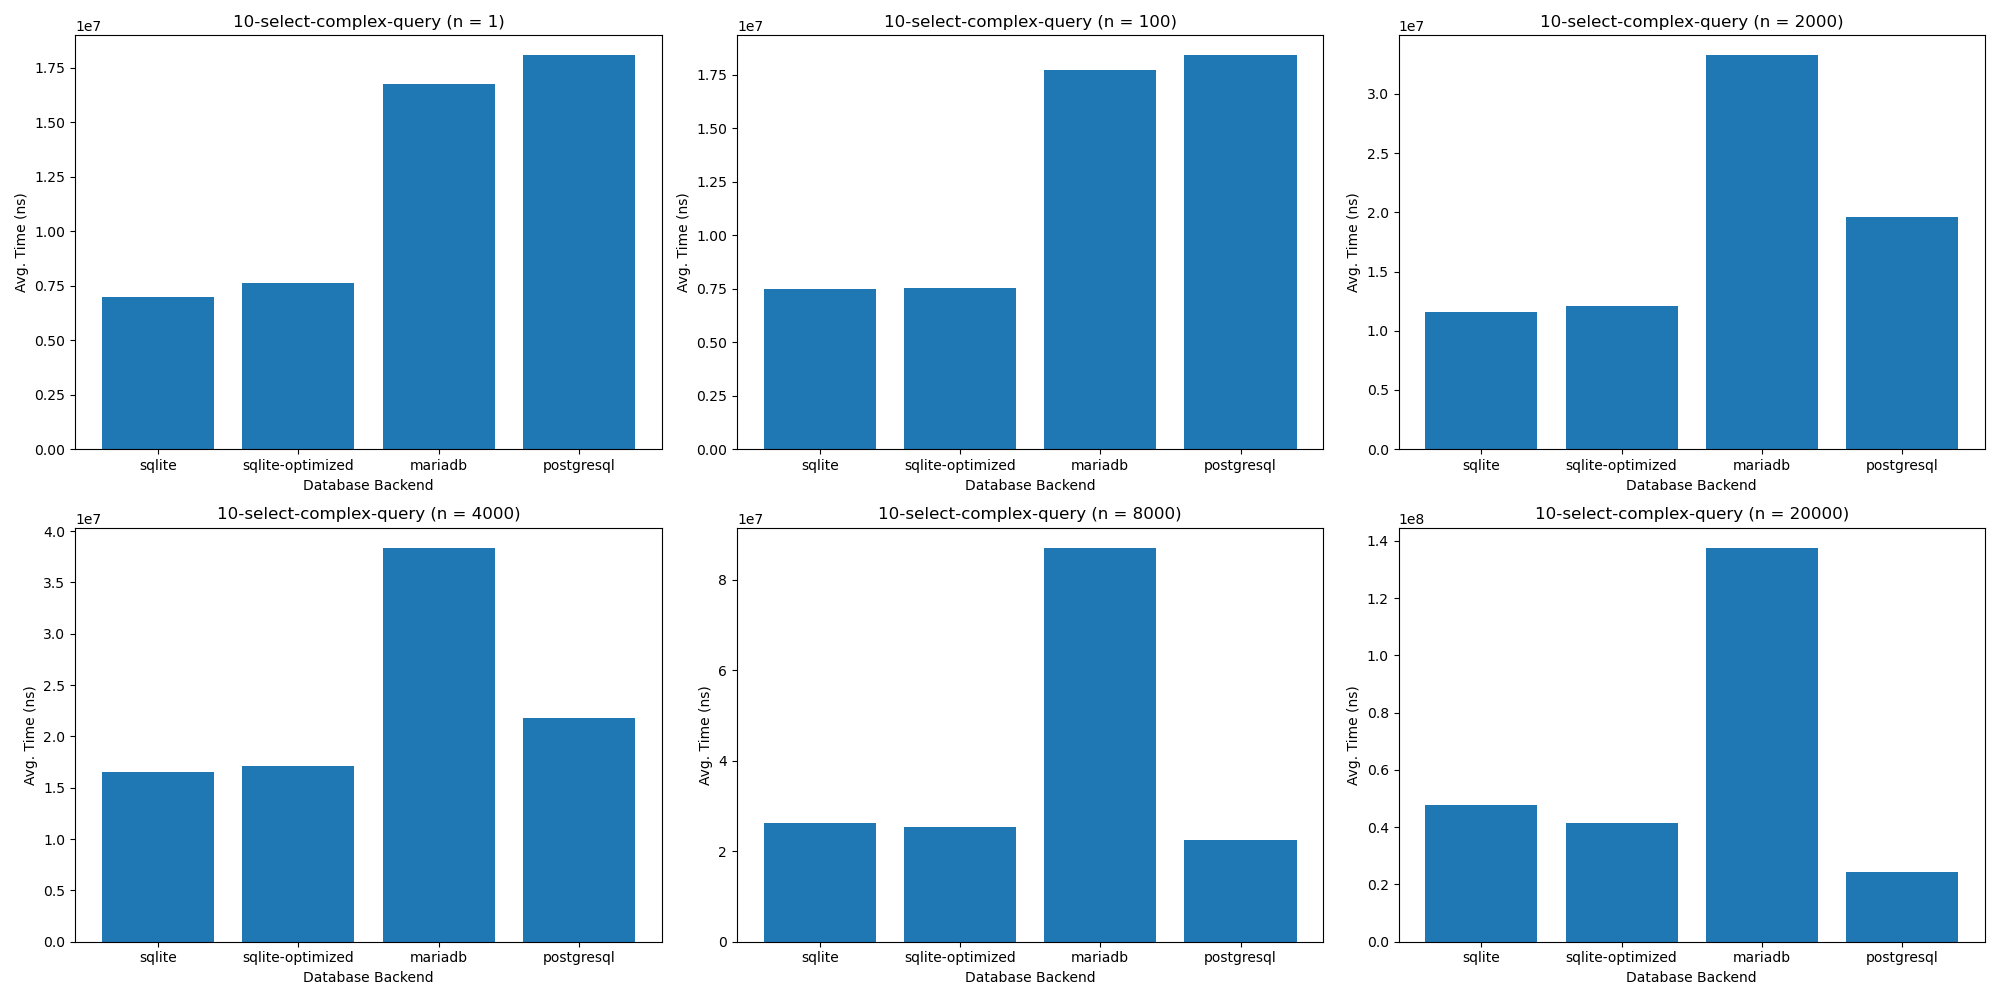 10-select-complex-query (n = 1)
1e7
1.75
1.50
1.25
1.00
0.75
0.50
0.25
0.00
Avg. Time (ns)
sqlite sqlite-optimized mariadb postgresql
Database Backend
10-select-complex-query (n = 100)
1e7
1.75
1.50
1.25
1.00
0.75
0.50
0.25
0.00
Avg. Time (ns)
sqlite sqlite-optimized mariadb postgresql
Database Backend
10-select-complex-query (n = 2000)
1e7
3.0
2.5
2.0
1.5
1.0
0.5
0.0
Avg. Time (ns)
sqlite sqlite-optimized mariadb postgresql
Database Backend
10-select-complex-query (n = 4000)
1e7
4.0
3.5
3.0
2.5
2.0
1.5
1.0
0.5
0.0
Avg. Time (ns)
sqlite sqlite-optimized mariadb postgresql
Database Backend
10-select-complex-query (n = 8000)
1e7
8
6
4
2
0
Avg. Time (ns)
sqlite sqlite-optimized mariadb postgresql
Database Backend
10-select-complex-query (n = 20000)
1e8
1.4
1.2
1.0
0.8
0.6
0.4
0.2
0.0
Avg. Time (ns)
sqlite sqlite-optimized mariadb postgresql
Database Backend